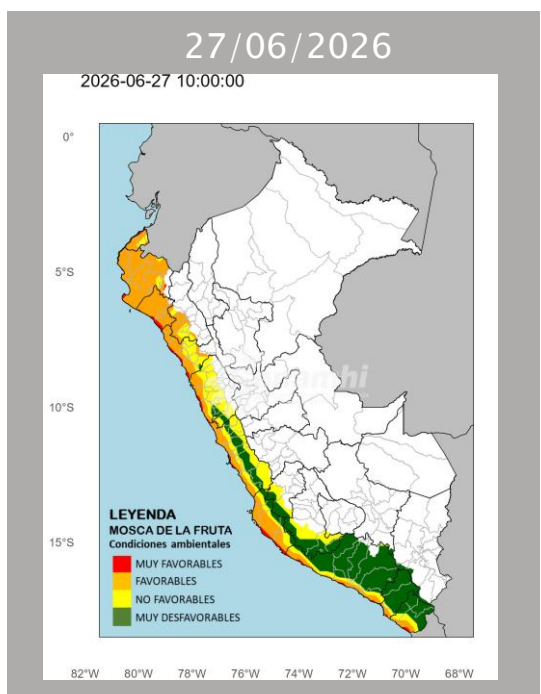 27/06/2026
2026-06-27 10:00:00
0°
5°S
10°S
15°S
LEYENDA
MOSCA DE LA FRUTA
Condiciones ambientales
MUY FAVORABLES
FAVORABLES
NO FAVORABLES
MUY DESFAVORABLES
82°W 80°W 78°W 76°W 74°W 72°W 70°W 68°W